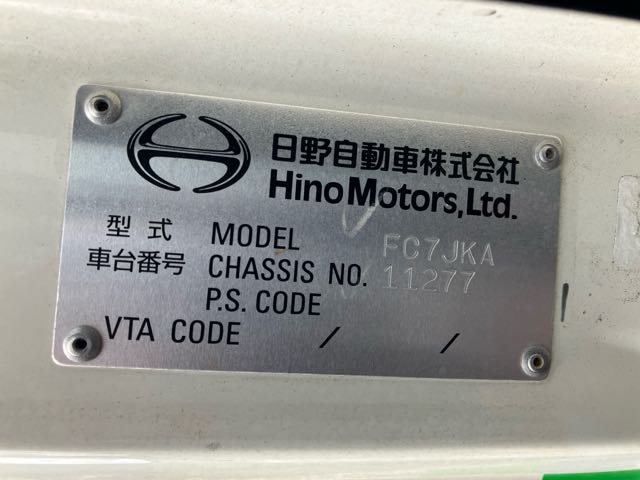 日野自動車株式会社
Hino Motors, Ltd.
型式 MODEL FC7JKA
車台番号 CHASSIS NO. 11277
P.S. CODE
VTA CODE / /